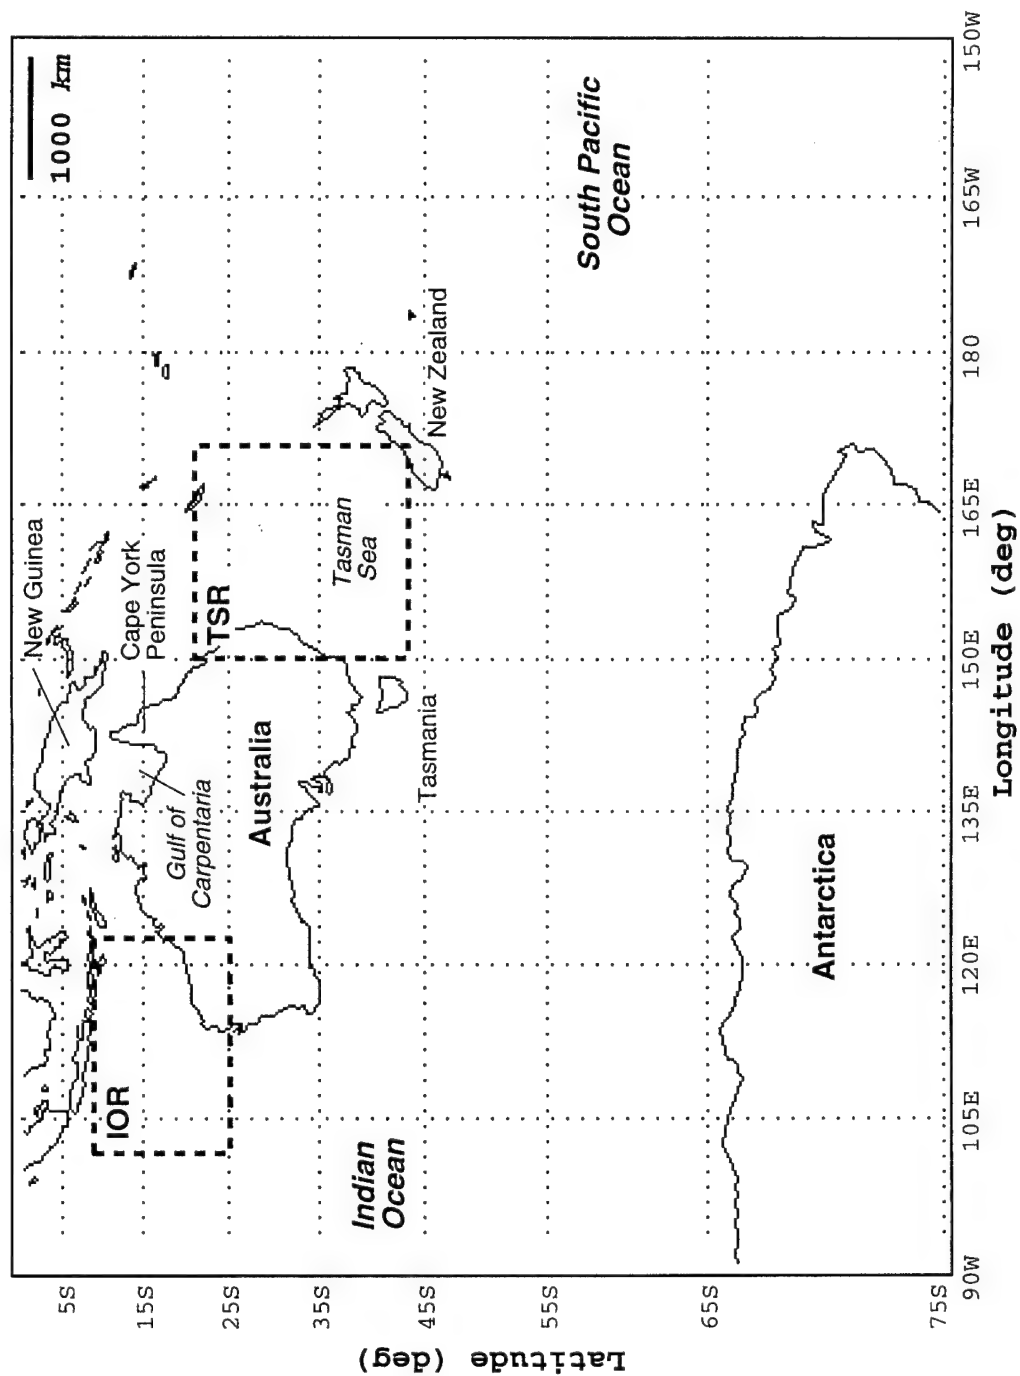 1000 km
New Guinea
Cape York
Peninsula
Gulf of
Carpentaria
IOR
TSR
Australia
Tasman
Sea
Tasmania
New Zealand
Indian
Ocean
South Pacific
Ocean
Antarctica
Latitude (deg)
5S
15S
25S
35S
45S
55S
65S
75S
90W
105E
120E
135E
150E
165E
180
165W
150W
Longitude (deg)